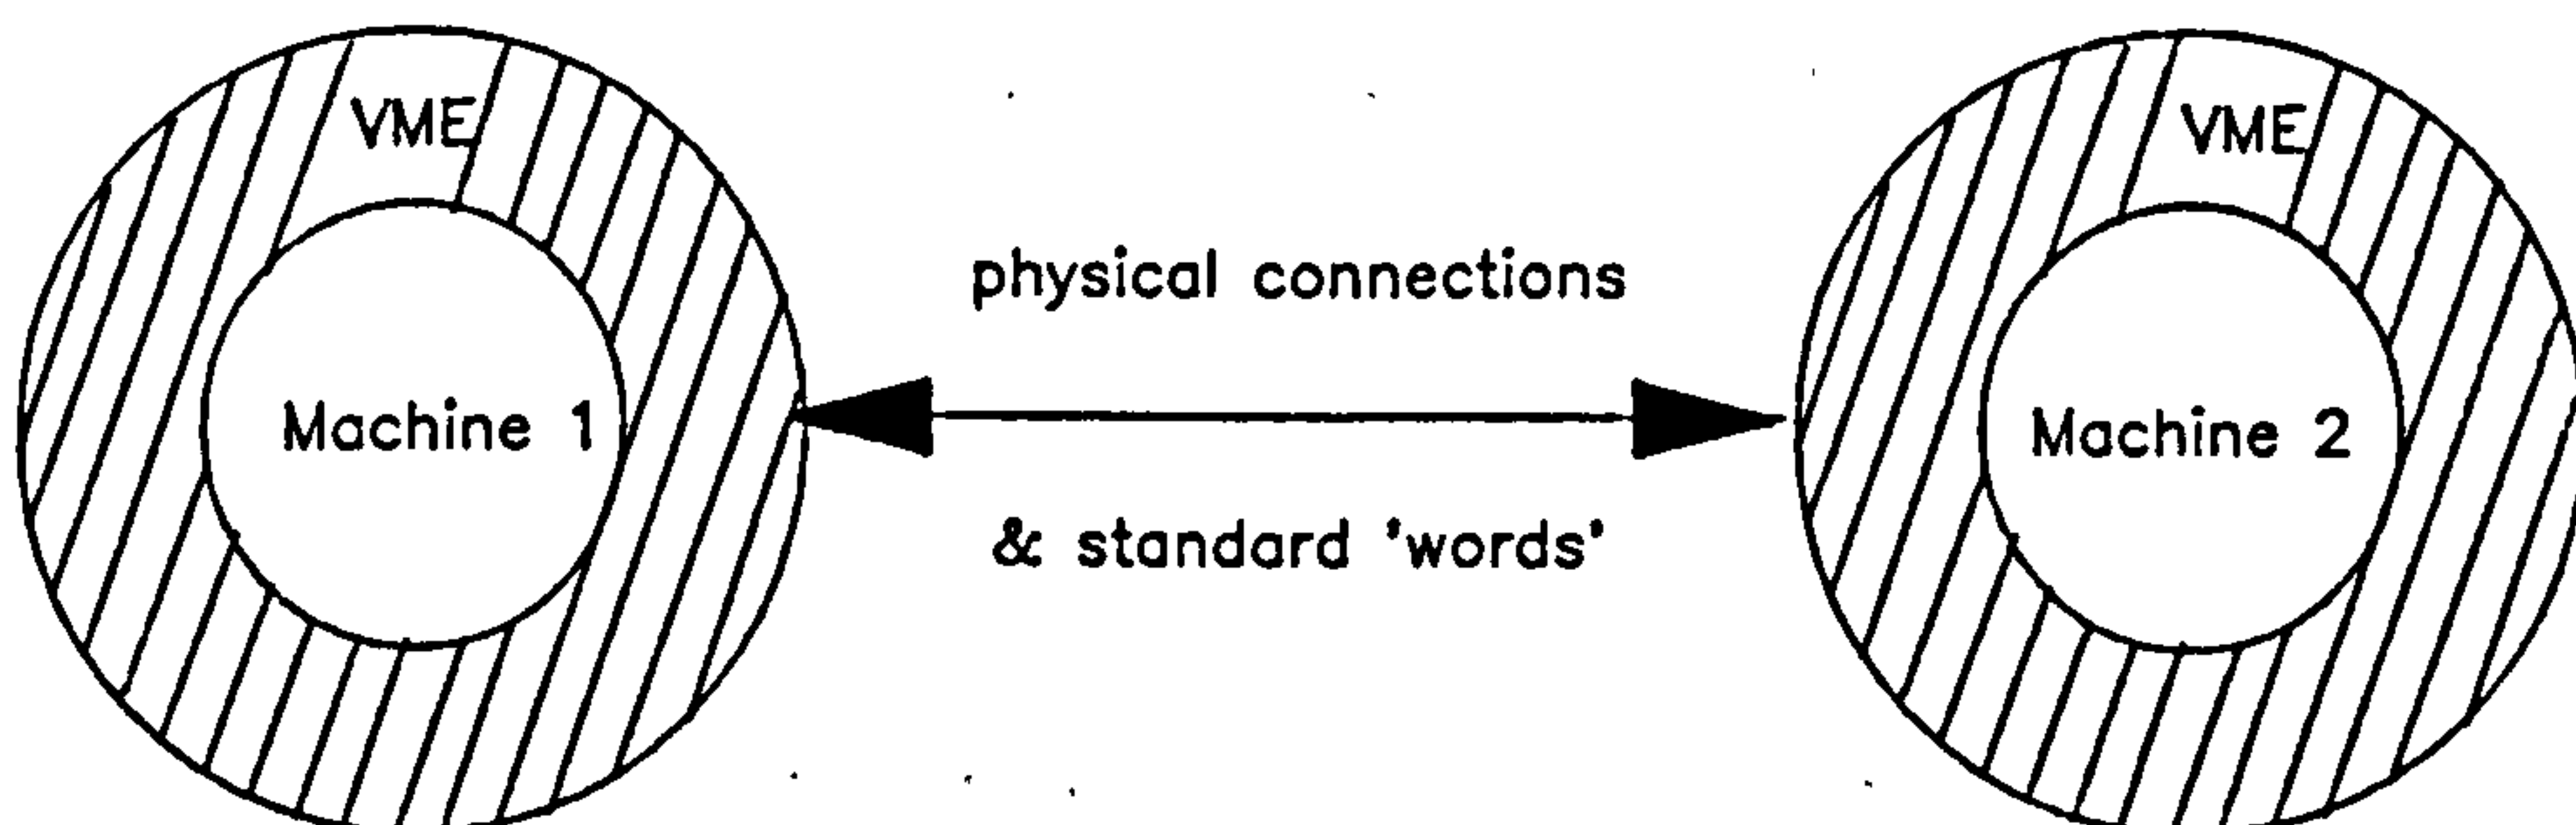 VME
VME
physical connections
Machine 1
Machine 2
& standard 'words'